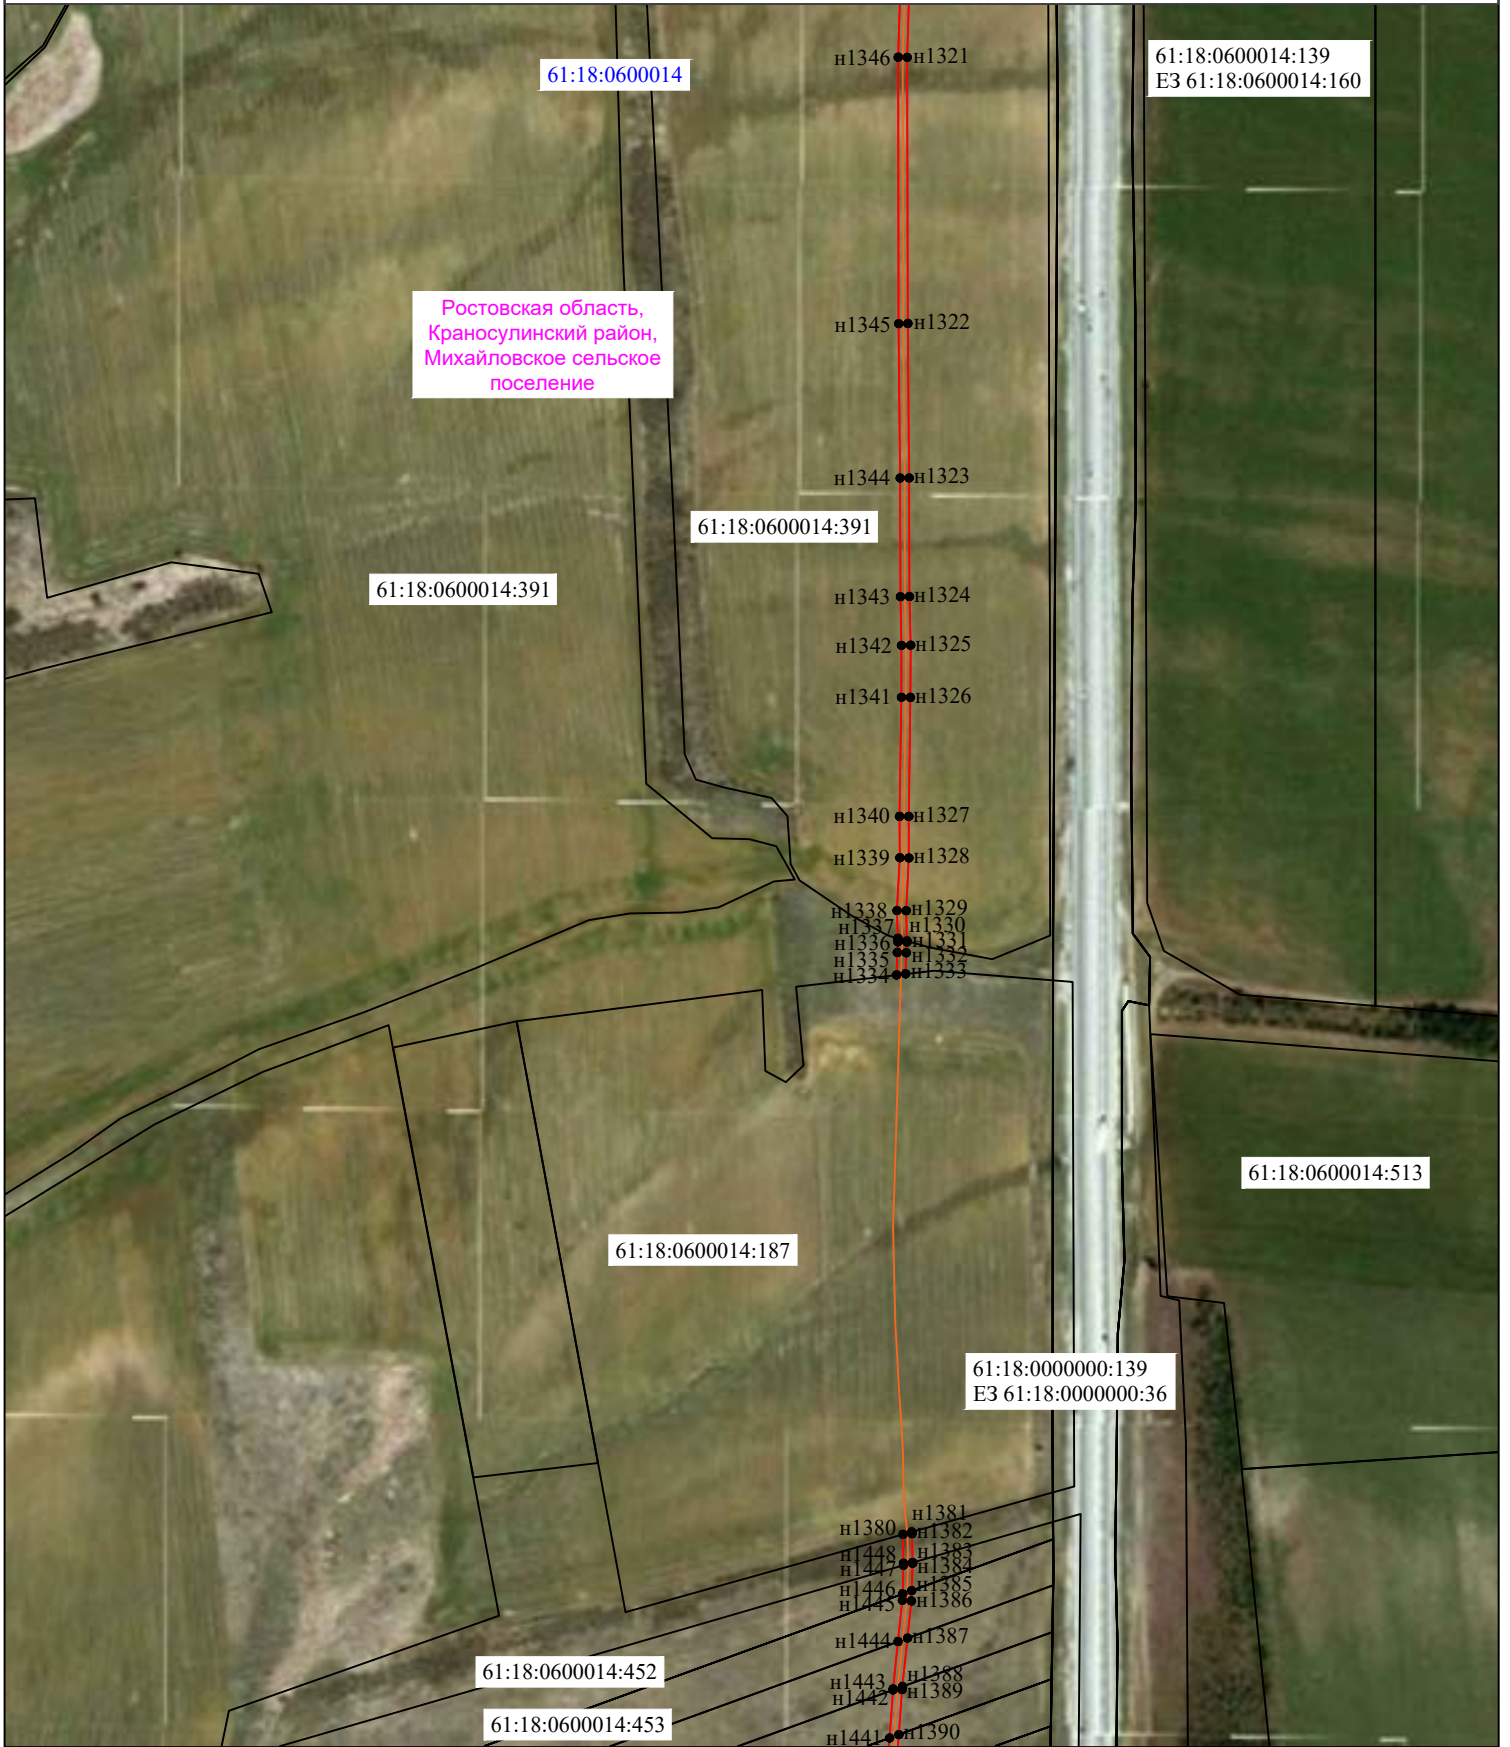 н1346
н1321
61:18:0600014:139
ЕЗ 61:18:0600014:160
61:18:0600014
Ростовская область,
Краносулинский район,
Михайловское сельское
поселение
н1345
н1322
н1344
н1323
61:18:0600014:391
61:18:0600014:391
н1343
н1324
н1342
н1325
н1341
н1326
н1340
н1327
н1339
н1328
н1338
н1329
н1337
н1330
н1336
н1331
н1335
н1332
н1334
н1333
61:18:0600014:513
61:18:0600014:187
61:18:0000000:139
ЕЗ 61:18:0000000:36
н1381
н1380
н1382
н1448
н1383
н1447
н1384
н1446
н1385
н1445
н1386
н1444
н1387
61:18:0600014:452
н1443
н1388
н1442
н1389
61:18:0600014:453
н1441
н1390